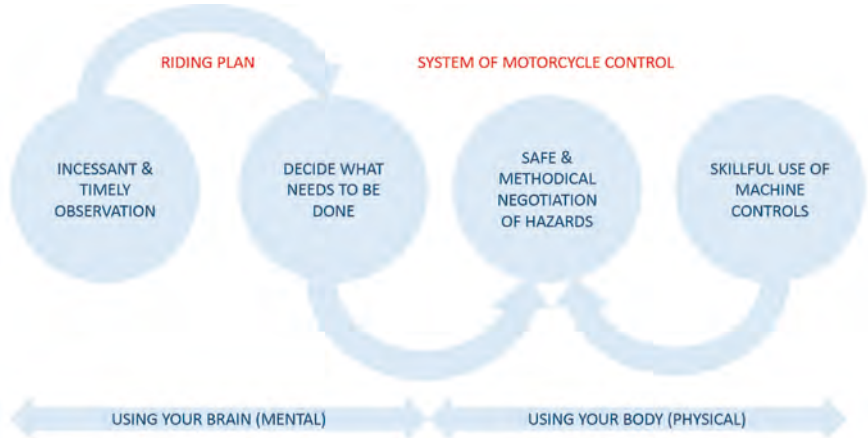 RIDING PLAN
SYSTEM OF MOTORCYCLE CONTROL
INCESSANT &
TIMELY
OBSERVATION
DECIDE WHAT
NEEDS TO BE
DONE
SAFE &
METHODICAL
NEGOTIATION
OF HAZARDS
SKILLFUL USE OF
MACHINE
CONTROLS
USING YOUR BRAIN (MENTAL)
USING YOUR BODY (PHYSICAL)